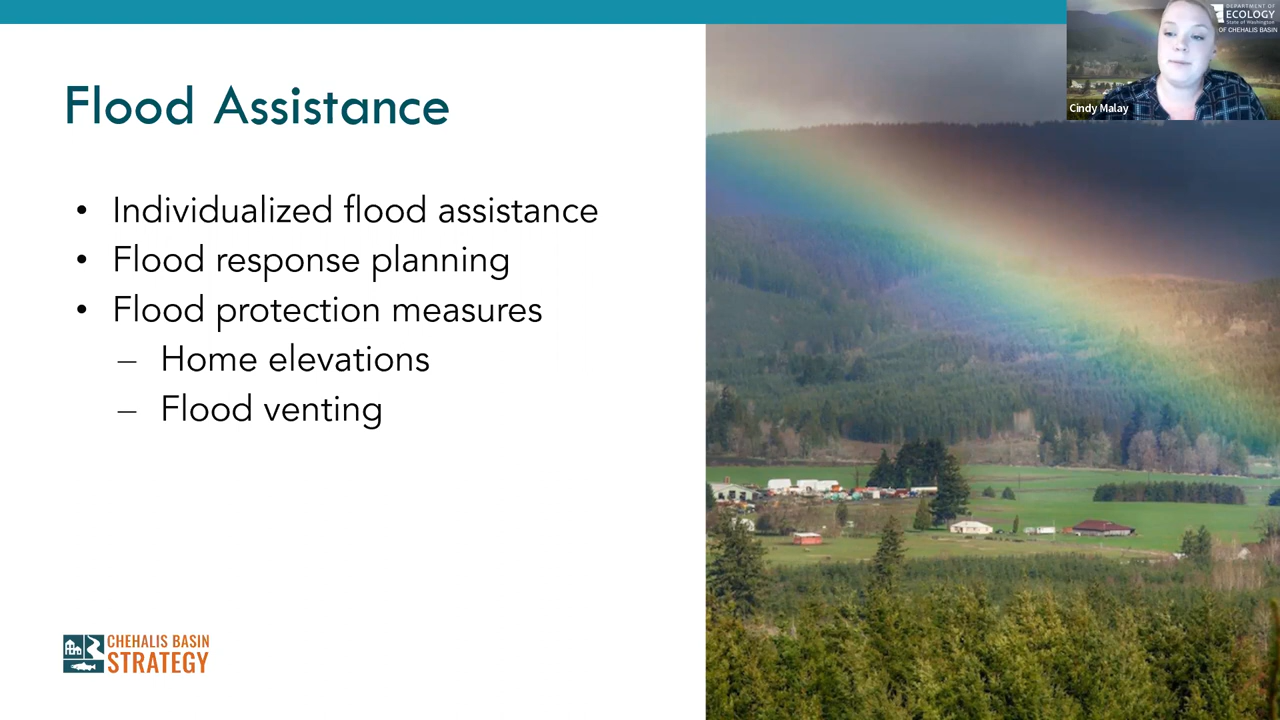 Flood Assistance
• Individualized flood assistance
• Flood response planning
• Flood protection measures
– Home elevations
– Flood venting
CHEHALIS BASIN
STRATEGY
DEPARTMENT OF
ECOLOGY
State of Washington
OF CHEHALIS BASIN
Cindy Malay